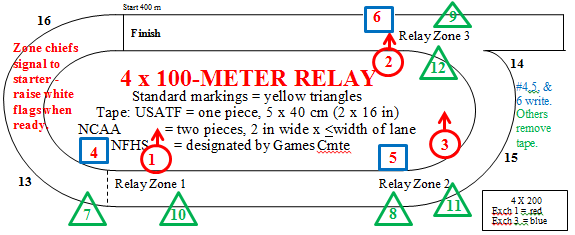 Start 400 m
16
6
9
Finish
Relay Zone 3
Zone chiefs
signal to
starter -
raise white
flags when
ready.
2
12
14
4 x 100-METER RELAY
#4,5, &
6 write.
Others
remove
tape.
Standard markings = yellow triangles
Tape: USATF = one piece, 5 x 40 cm (2 x 16 in)
NCAA = two pieces, 2 in wide x <width of lane
NFHS = designated by Games Cmte
4
1
5
3
15
13
Relay Zone 1
Relay Zone 2
7
10
8
11
4 X 200
Exch 1 = red
Exch 3 = blue